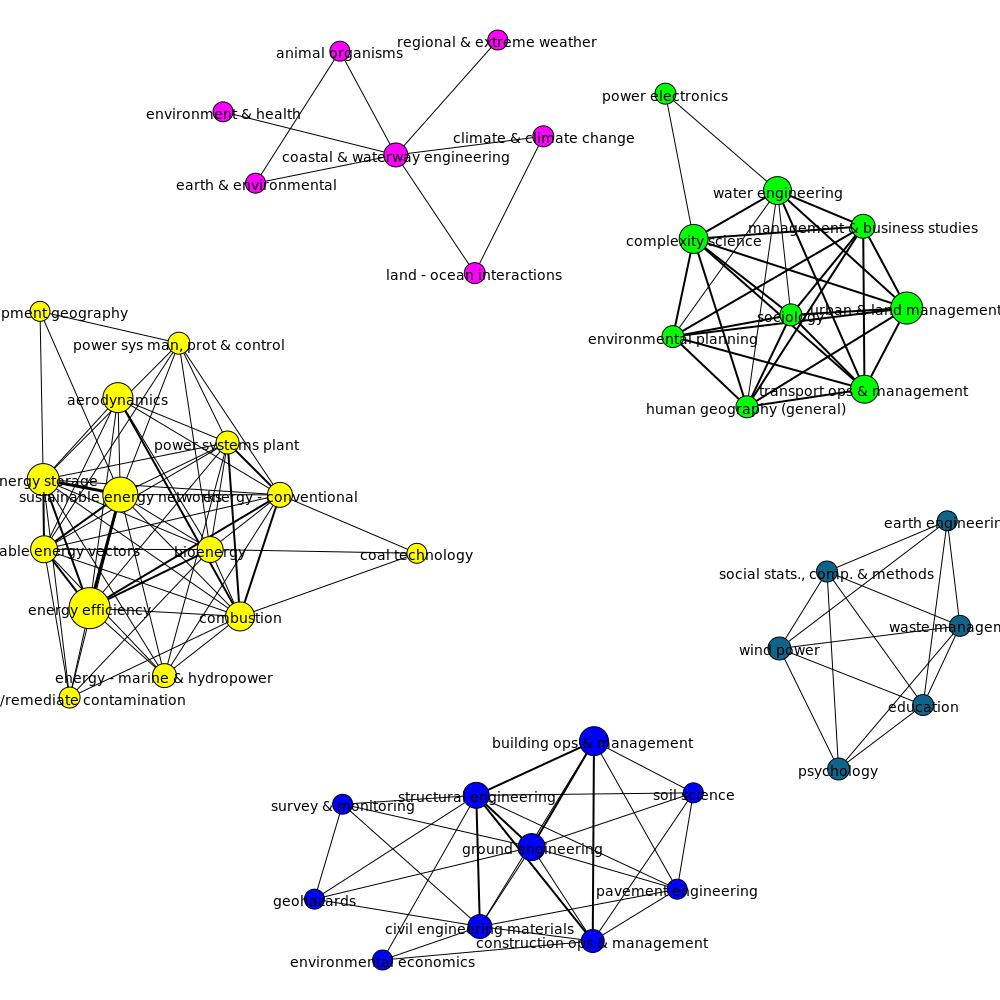 regional & extreme weather
animal organisms
power electronics
environment & health
climate & climate change
coastal & waterway engineering
earth & environmental
water engineering
management & business studies
complexity science
land - ocean interactions
pment geography
urban & land management
sociology
environmental planning
power sys man, prot & control
transport ops & management
aerodynamics
human geography (general)
power systems plant
nergy storage
sustainable energy networks
energy - conventional
earth engineerin
able energy vectors
bioenergy
coal technology
social stats., comp. & methods
energy efficiency
combustion
waste managem
wind power
energy - marine & hydropower
/remediate contamination
education
building ops & management
psychology
structural engineering
soil science
survey & monitoring
ground engineering
pavement engineering
geohazards
civil engineering materials
construction ops & management
environmental economics